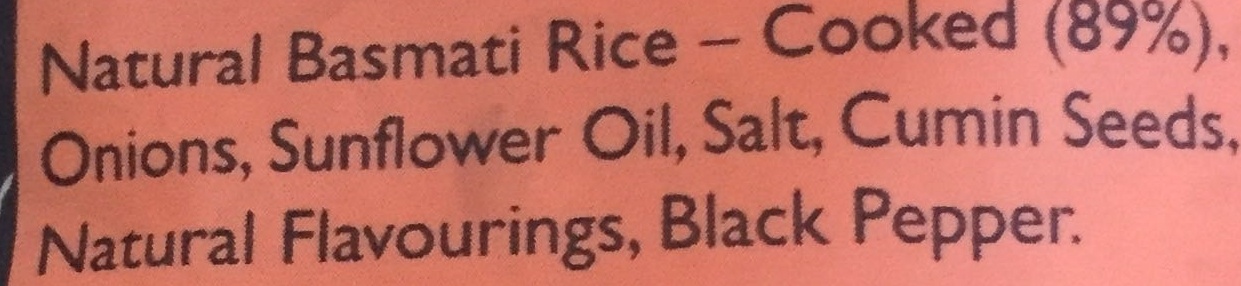 Natural Basmati Rice – Cooked (89%),
Onions, Sunflower Oil, Salt, Cumin Seeds,
Natural Flavourings, Black Pepper.